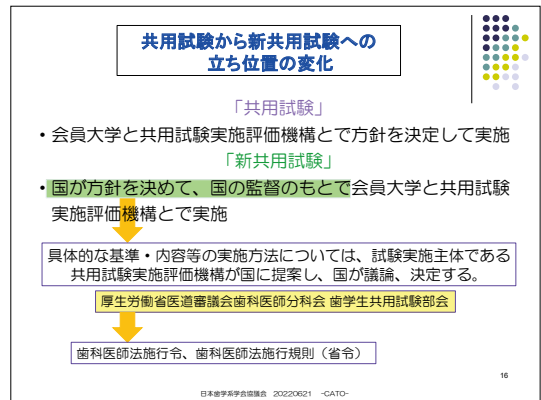 共用試験から新共用試験への
立ち位置の変化
「共用試験」
・会員大学と共用試験実施評価機構とで方針を決定して実施
「新共用試験」
・国が方針を決めて、国の監督のもとで会員大学と共用試験
実施評価機構とで実施
具体的な基準・内容等の実施方法については、試験実施主体である
共用試験実施評価機構が国に提案し、国が議論、決定する。
厚生労働省医道審議会歯科医師分科会 歯学生共用試験部会
歯科医師法施行令、歯科医師法施行規則（省令）
16
日本歯学系学会協議会 20220621 -CATO-